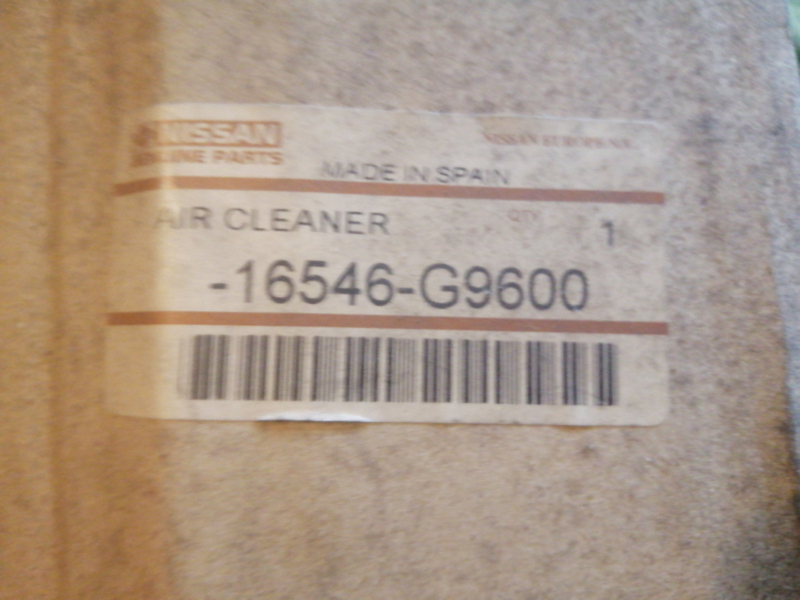 NISSAN
GENUINE PARTS
NISSAN EUROPE N.V.
MADE IN SPAIN
AIR CLEANER
QTY
1
-16546-G9600